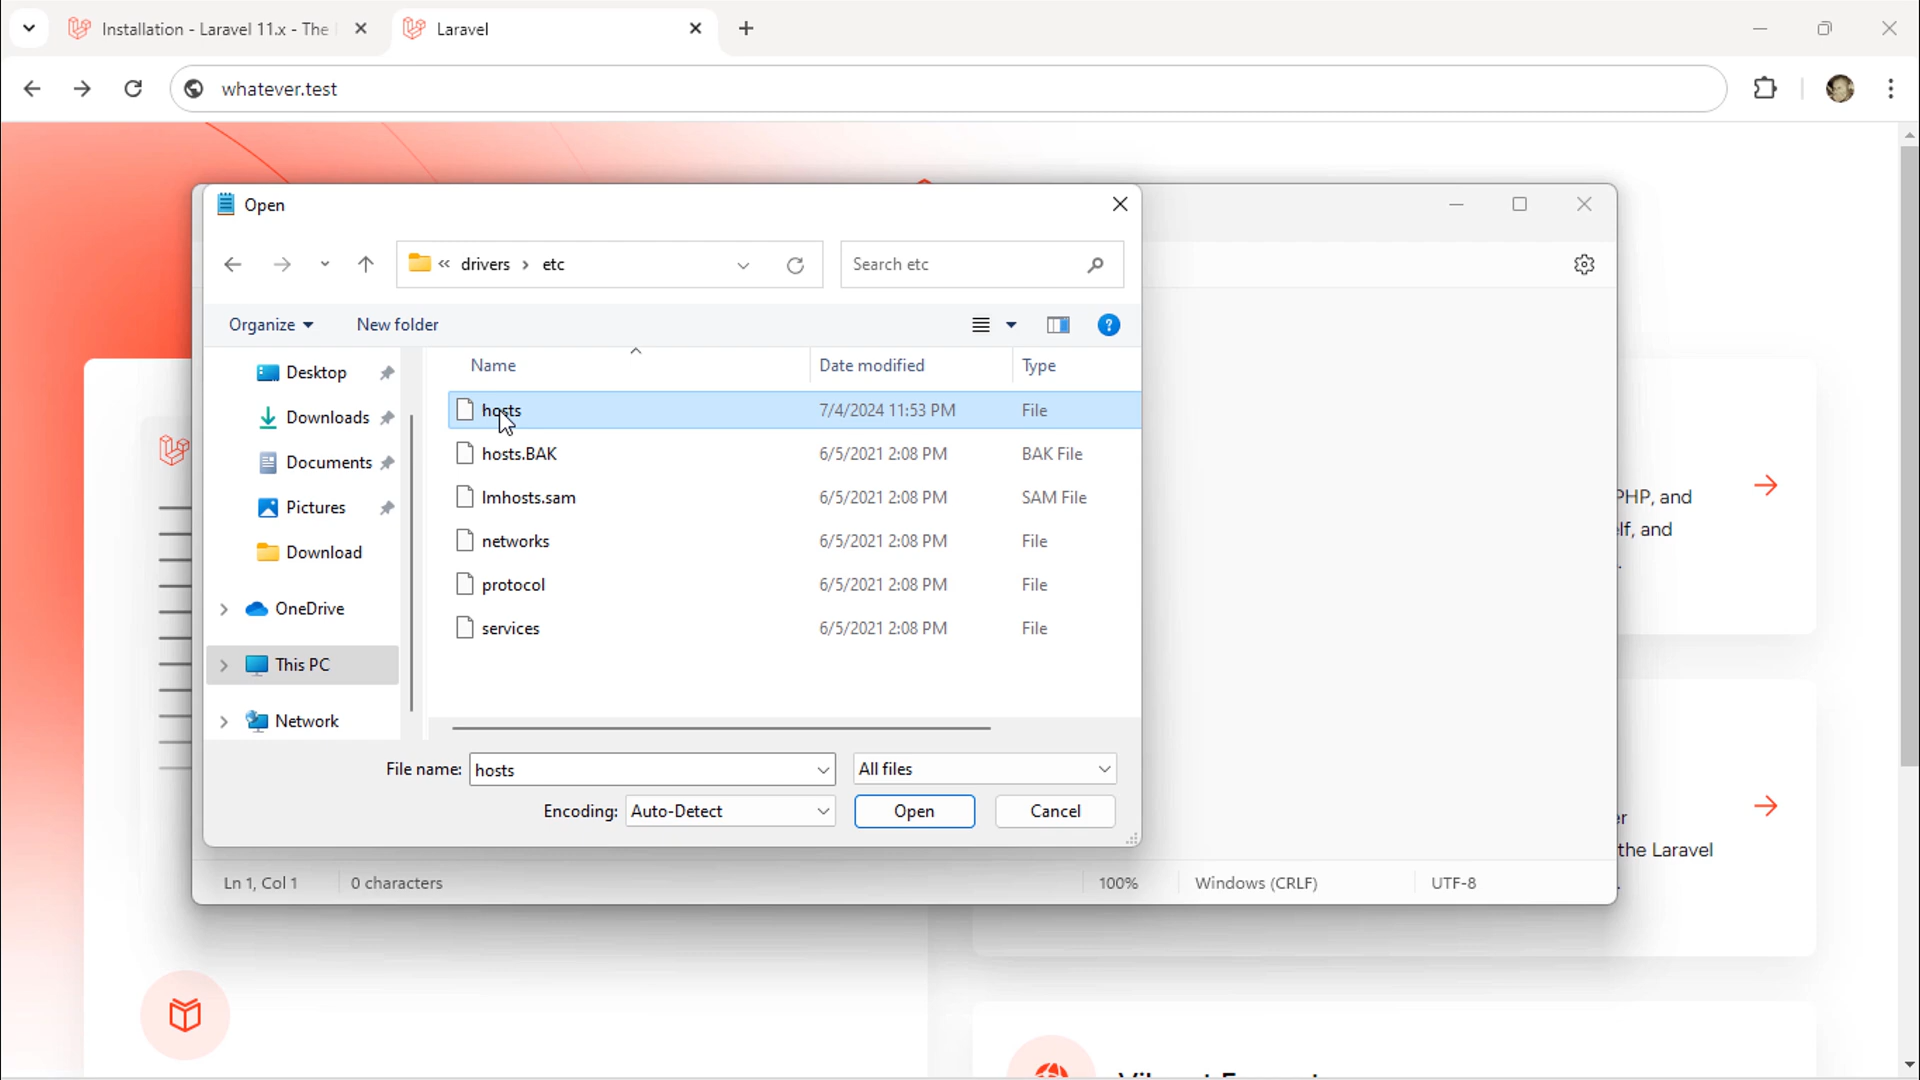 Installation - Laravel 11.x - The
Laravel
whatever.test
Open
drivers
etc
Search etc
Organize
New folder
Name
Date modified
Type
Desktop
Downloads
Documents
Pictures
Download
OneDrive
This PC
Network
hosts 7/4/2024 11:53 PM File
hosts.BAK 6/5/2021 2:08 PM BAK File
lmhosts.sam 6/5/2021 2:08 PM SAM File
networks 6/5/2021 2:08 PM File
protocol 6/5/2021 2:08 PM File
services 6/5/2021 2:08 PM File
File name: hosts
All files
Encoding: Auto-Detect
Open
Cancel
PHP, and
lf, and
er
the Laravel
Ln 1, Col 1
0 characters
100%
Windows (CRLF)
UTF-8